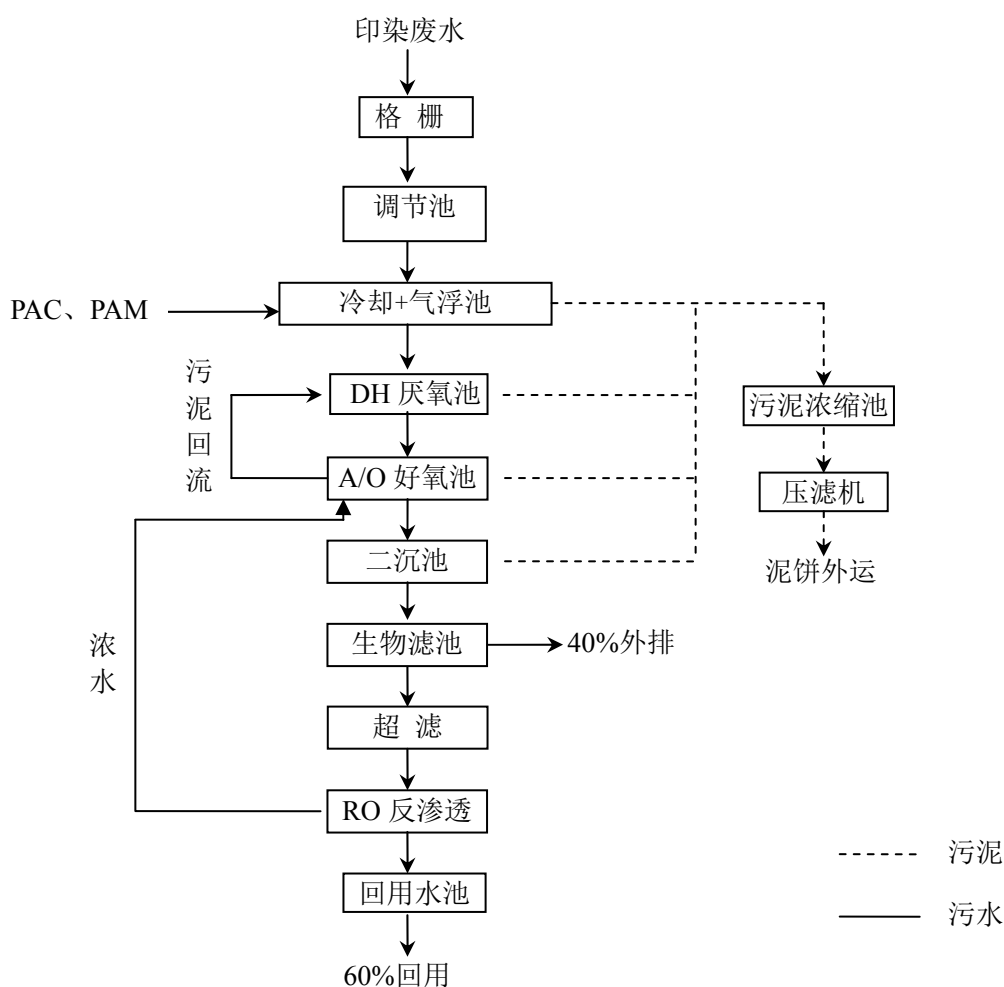 印染废水
格 栅
调节池
PAC、PAM
冷却+气浮池
污泥回流
DH 厌氧池
污泥浓缩池
A/O 好氧池
压滤机
二沉池
泥饼外运
浓水
生物滤池
40%外排
超 滤
RO 反渗透
污泥
回用水池
污水
60%回用